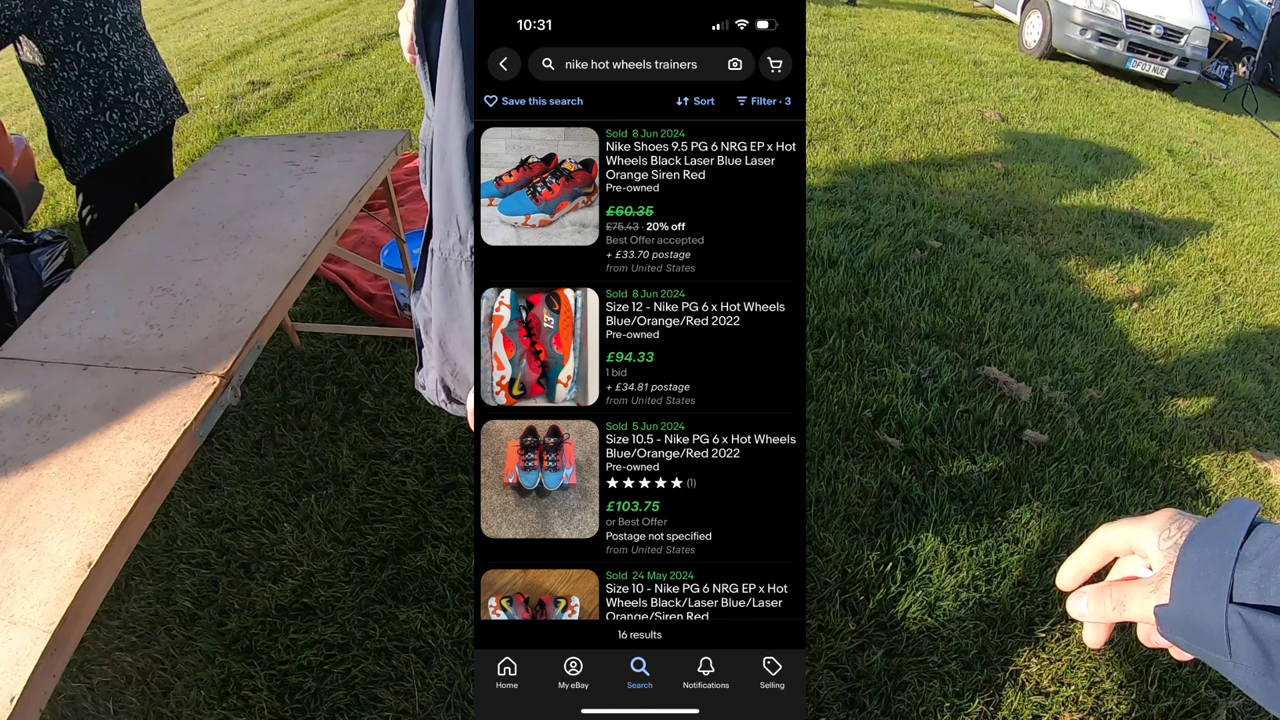 10:31
nike hot wheels trainers
Save this search
Sort
Filter · 3
Sold 8 Jun 2024
Nike Shoes 9.5 PG 6 NRG EP x Hot
Wheels Black Laser Blue Laser
Orange Siren Red
Pre-owned
£60.35
£75.43 · 20% off
Best Offer accepted
+ £33.70 postage
from United States
Sold 8 Jun 2024
Size 12 - Nike PG 6 x Hot Wheels
Blue/Orange/Red 2022
Pre-owned
£94.33
1 bid
+ £34.81 postage
from United States
Sold 5 Jun 2024
Size 10.5 - Nike PG 6 x Hot Wheels
Blue/Orange/Red 2022
Pre-owned
(1)
£103.75
or Best Offer
Postage not specified
from United States
Sold 24 May 2024
Size 10 - Nike PG 6 NRG EP x Hot
Wheels Black/Laser Blue/Laser
Orange/Siren Red
16 results
Home
My eBay
Search
Notifications
Selling
DF03 NUE
13